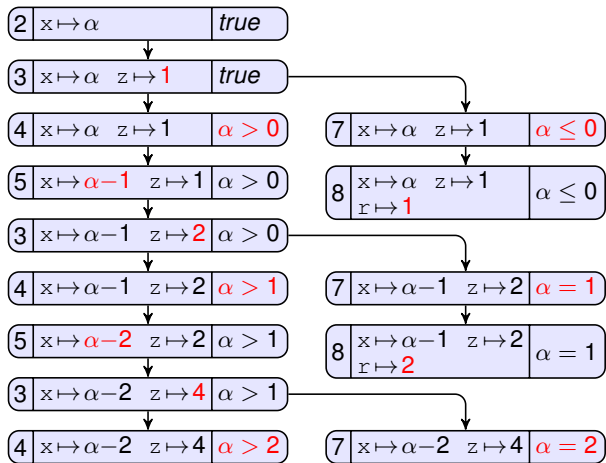 2 x ↦ α true
3 x ↦ α z ↦ 1 true
4 x ↦ α z ↦ 1 α > 0
7 x ↦ α z ↦ 1 α ≤ 0
5 x ↦ α−1 z ↦ 1 α > 0
8 x ↦ α z ↦ 1 α ≤ 0
r ↦ 1
3 x ↦ α−1 z ↦ 2 α > 0
4 x ↦ α−1 z ↦ 2 α > 1
7 x ↦ α−1 z ↦ 2 α = 1
5 x ↦ α−2 z ↦ 2 α > 1
8 x ↦ α−1 z ↦ 2 α = 1
r ↦ 2
3 x ↦ α−2 z ↦ 4 α > 1
4 x ↦ α−2 z ↦ 4 α > 2
7 x ↦ α−2 z ↦ 4 α = 2